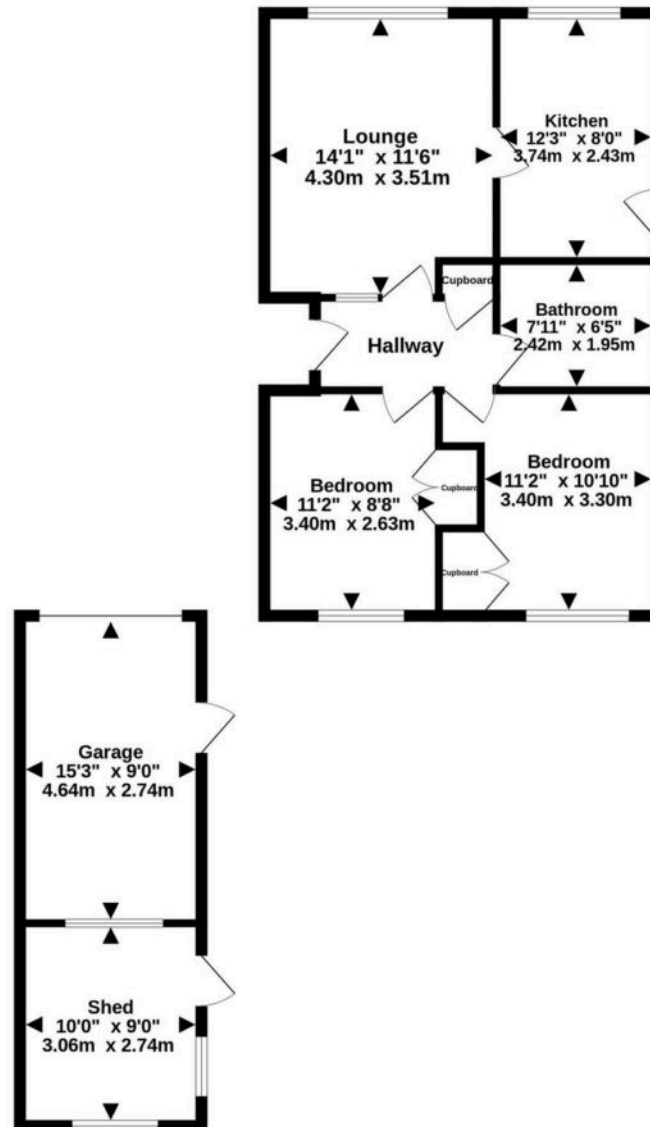 Lounge
14'1" x 11'6"
4.30m x 3.51m
Kitchen
12'3" x 8'0"
3.74m x 2.43m
Cupboard
Bathroom
7'11" x 6'5"
2.42m x 1.95m
Hallway
Bedroom
11'2" x 8'8"
3.40m x 2.63m
Cupboard
Bedroom
11'2" x 10'10"
3.40m x 3.30m
Cupboard
Garage
15'3" x 9'0"
4.64m x 2.74m
Shed
10'0" x 9'0"
3.06m x 2.74m